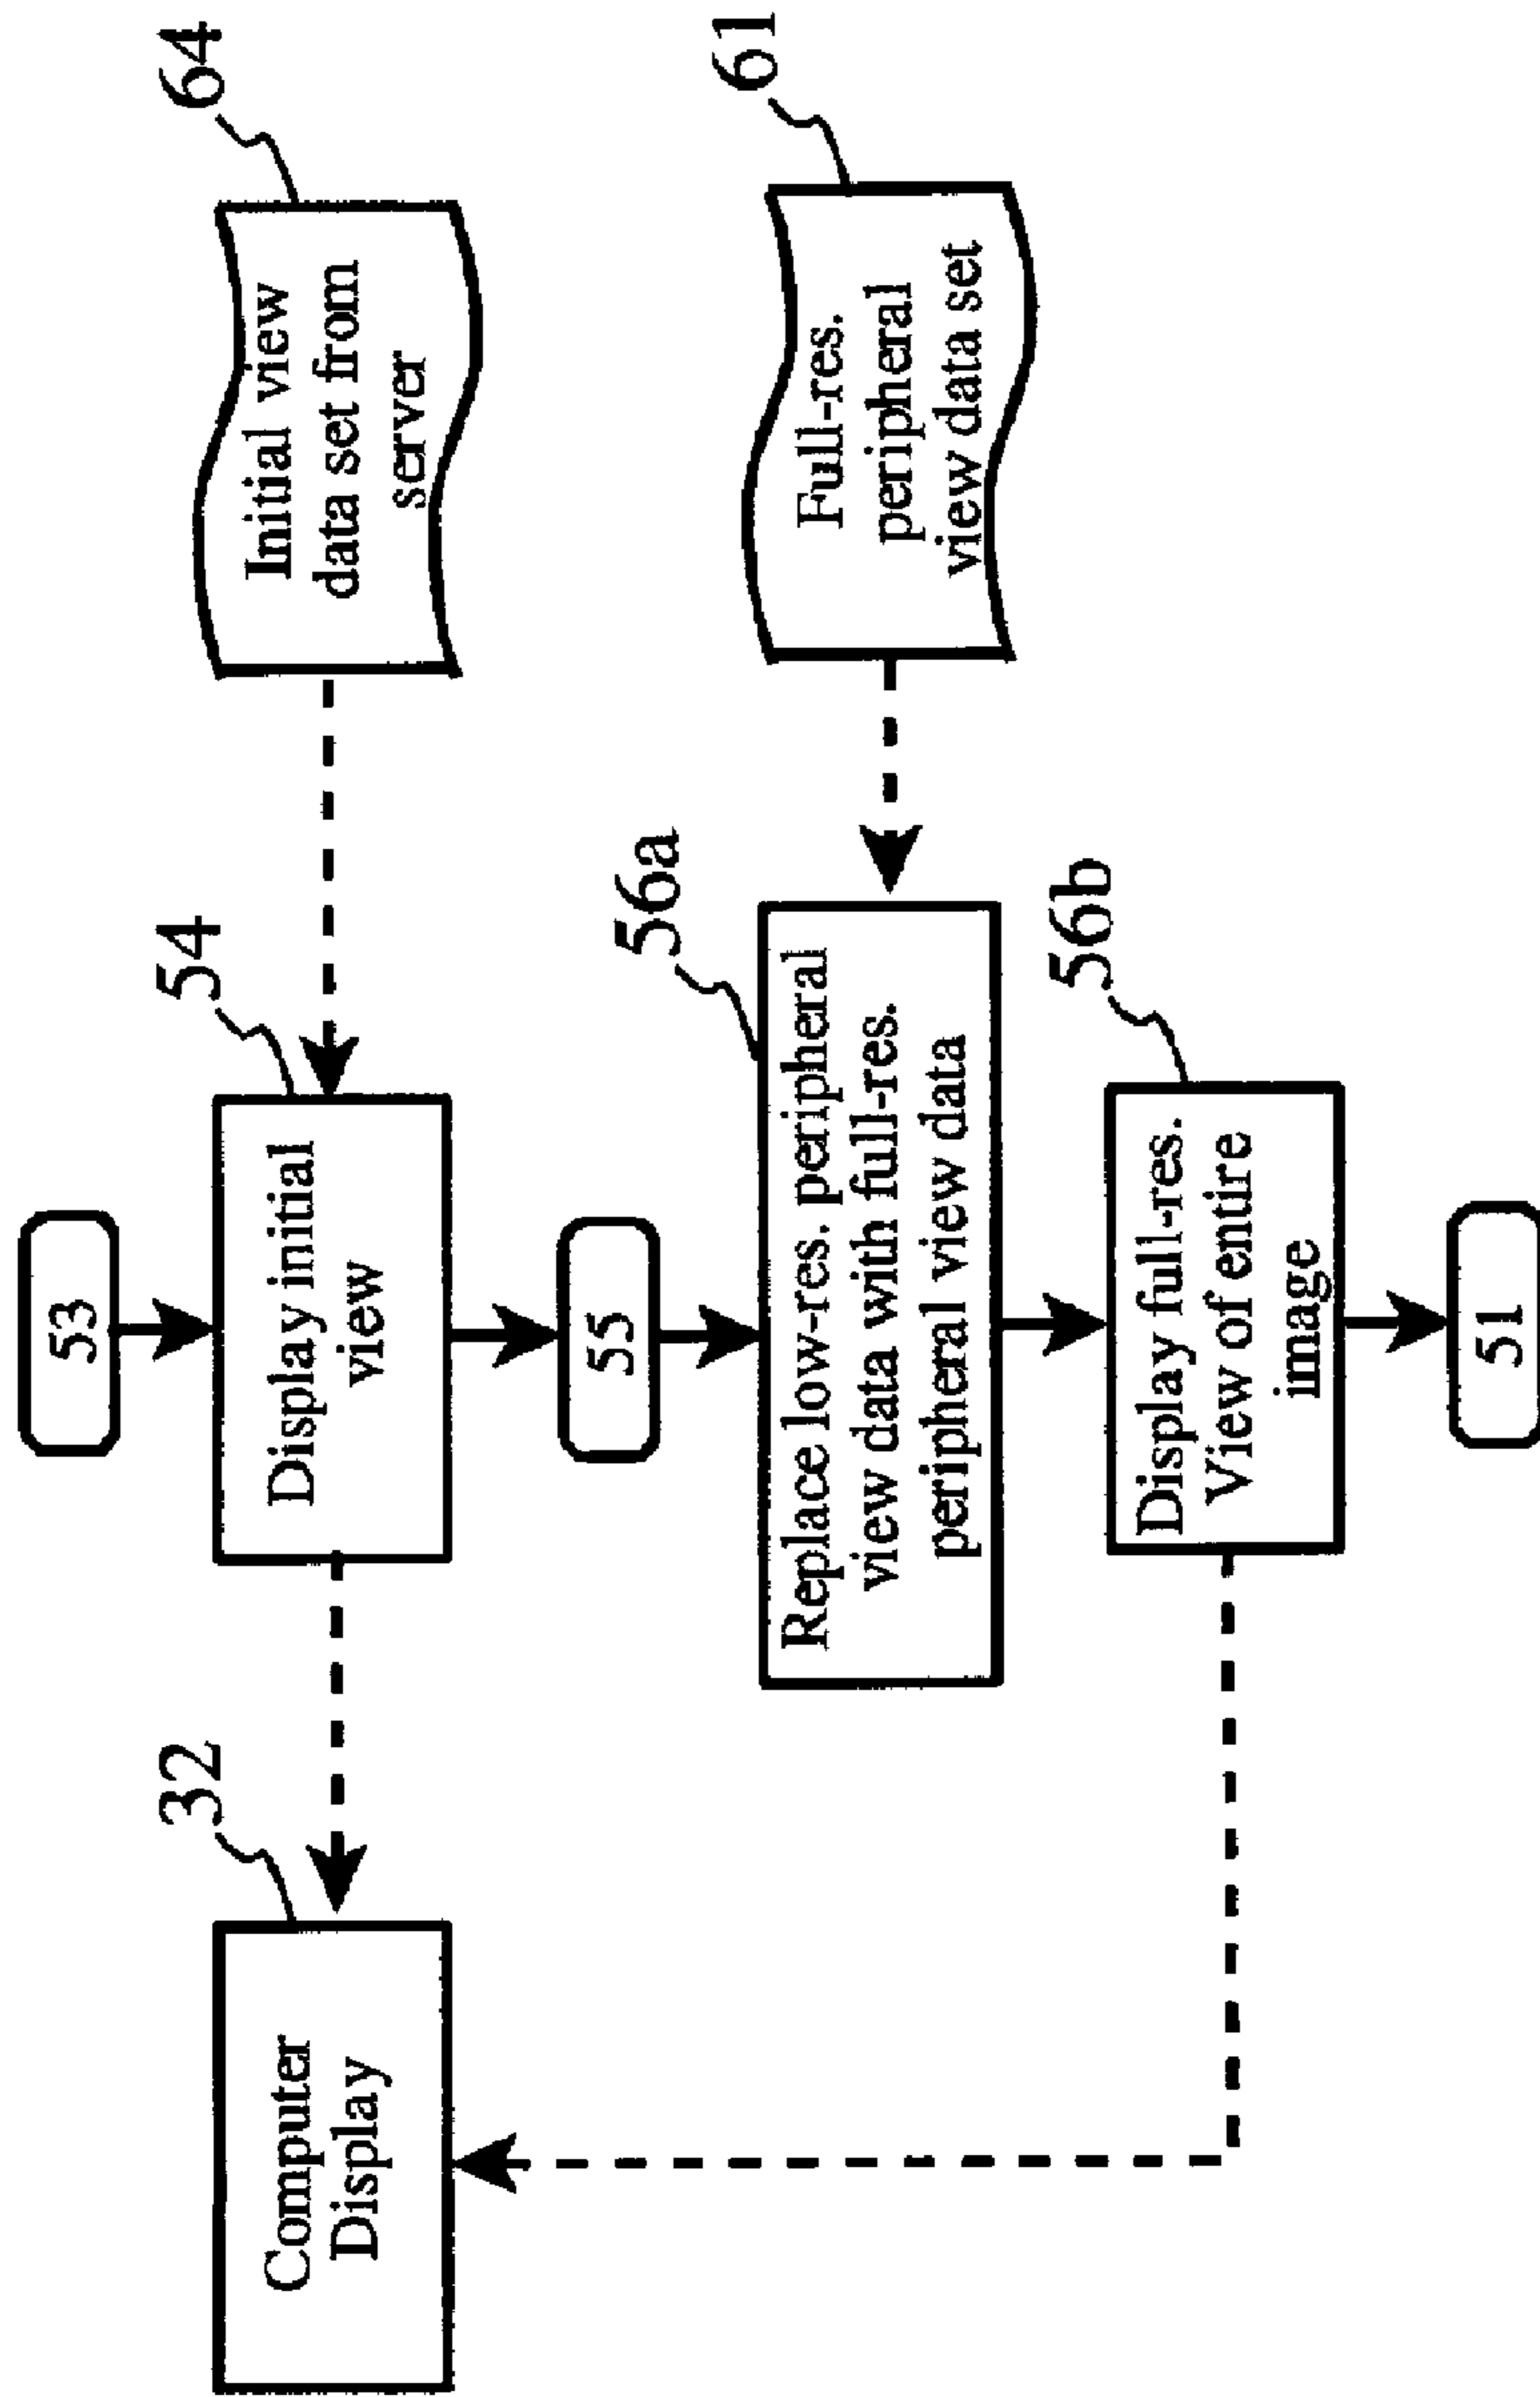 53
32
54
64
Computer
Display
Display initial
view
Initial view
data set from
server
55
56a
61
Replace low-res. peripheral
view data with full-res.
peripheral view data
Full-res.
peripheral
view data set
56b
Display full-res.
View of entire
image
51